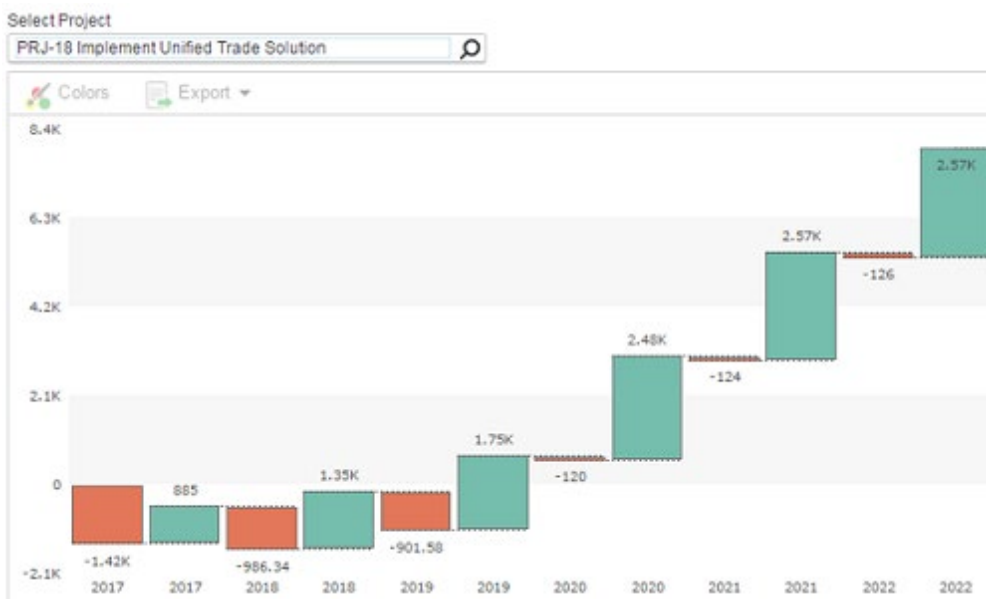 Select Project
PRJ-18 Implement Unified Trade Solution
Colors Export
8.4K
2.57K
6.3K
2.57K
-126
4.2K
2.48K
-124
2.1K
1.75K
-120
1.35K
885
0
-901.58
-1.42K
-986.34
-2.1K
2017 2017 2018 2018 2019 2019 2020 2020 2021 2021 2022 2022